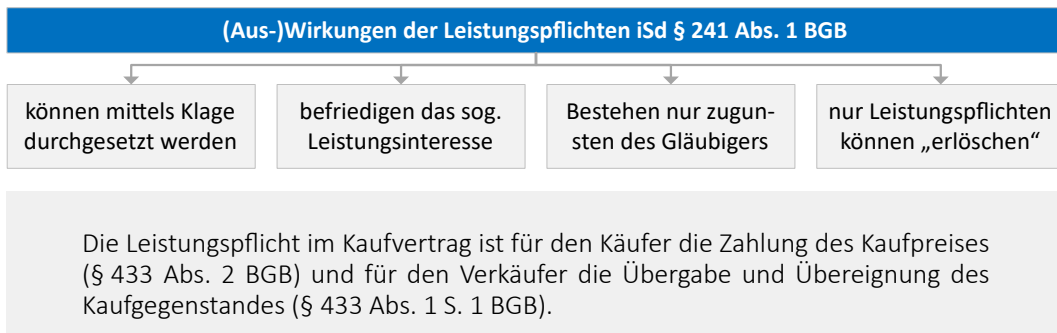 (Aus-)Wirkungen der Leistungspflichten iSd § 241 Abs. 1 BGB
können mittels Klage
durchgesetzt werden
befriedigen das sog.
Leistungsinteresse
Bestehen nur zugun-
sten des Gläubigers
nur Leistungspflichten
können „erlöschen“
Die Leistungspflicht im Kaufvertrag ist für den Käufer die Zahlung des Kaufpreises
(§ 433 Abs. 2 BGB) und für den Verkäufer die Übergabe und Übereignung des
Kaufgegenstandes (§ 433 Abs. 1 S. 1 BGB).